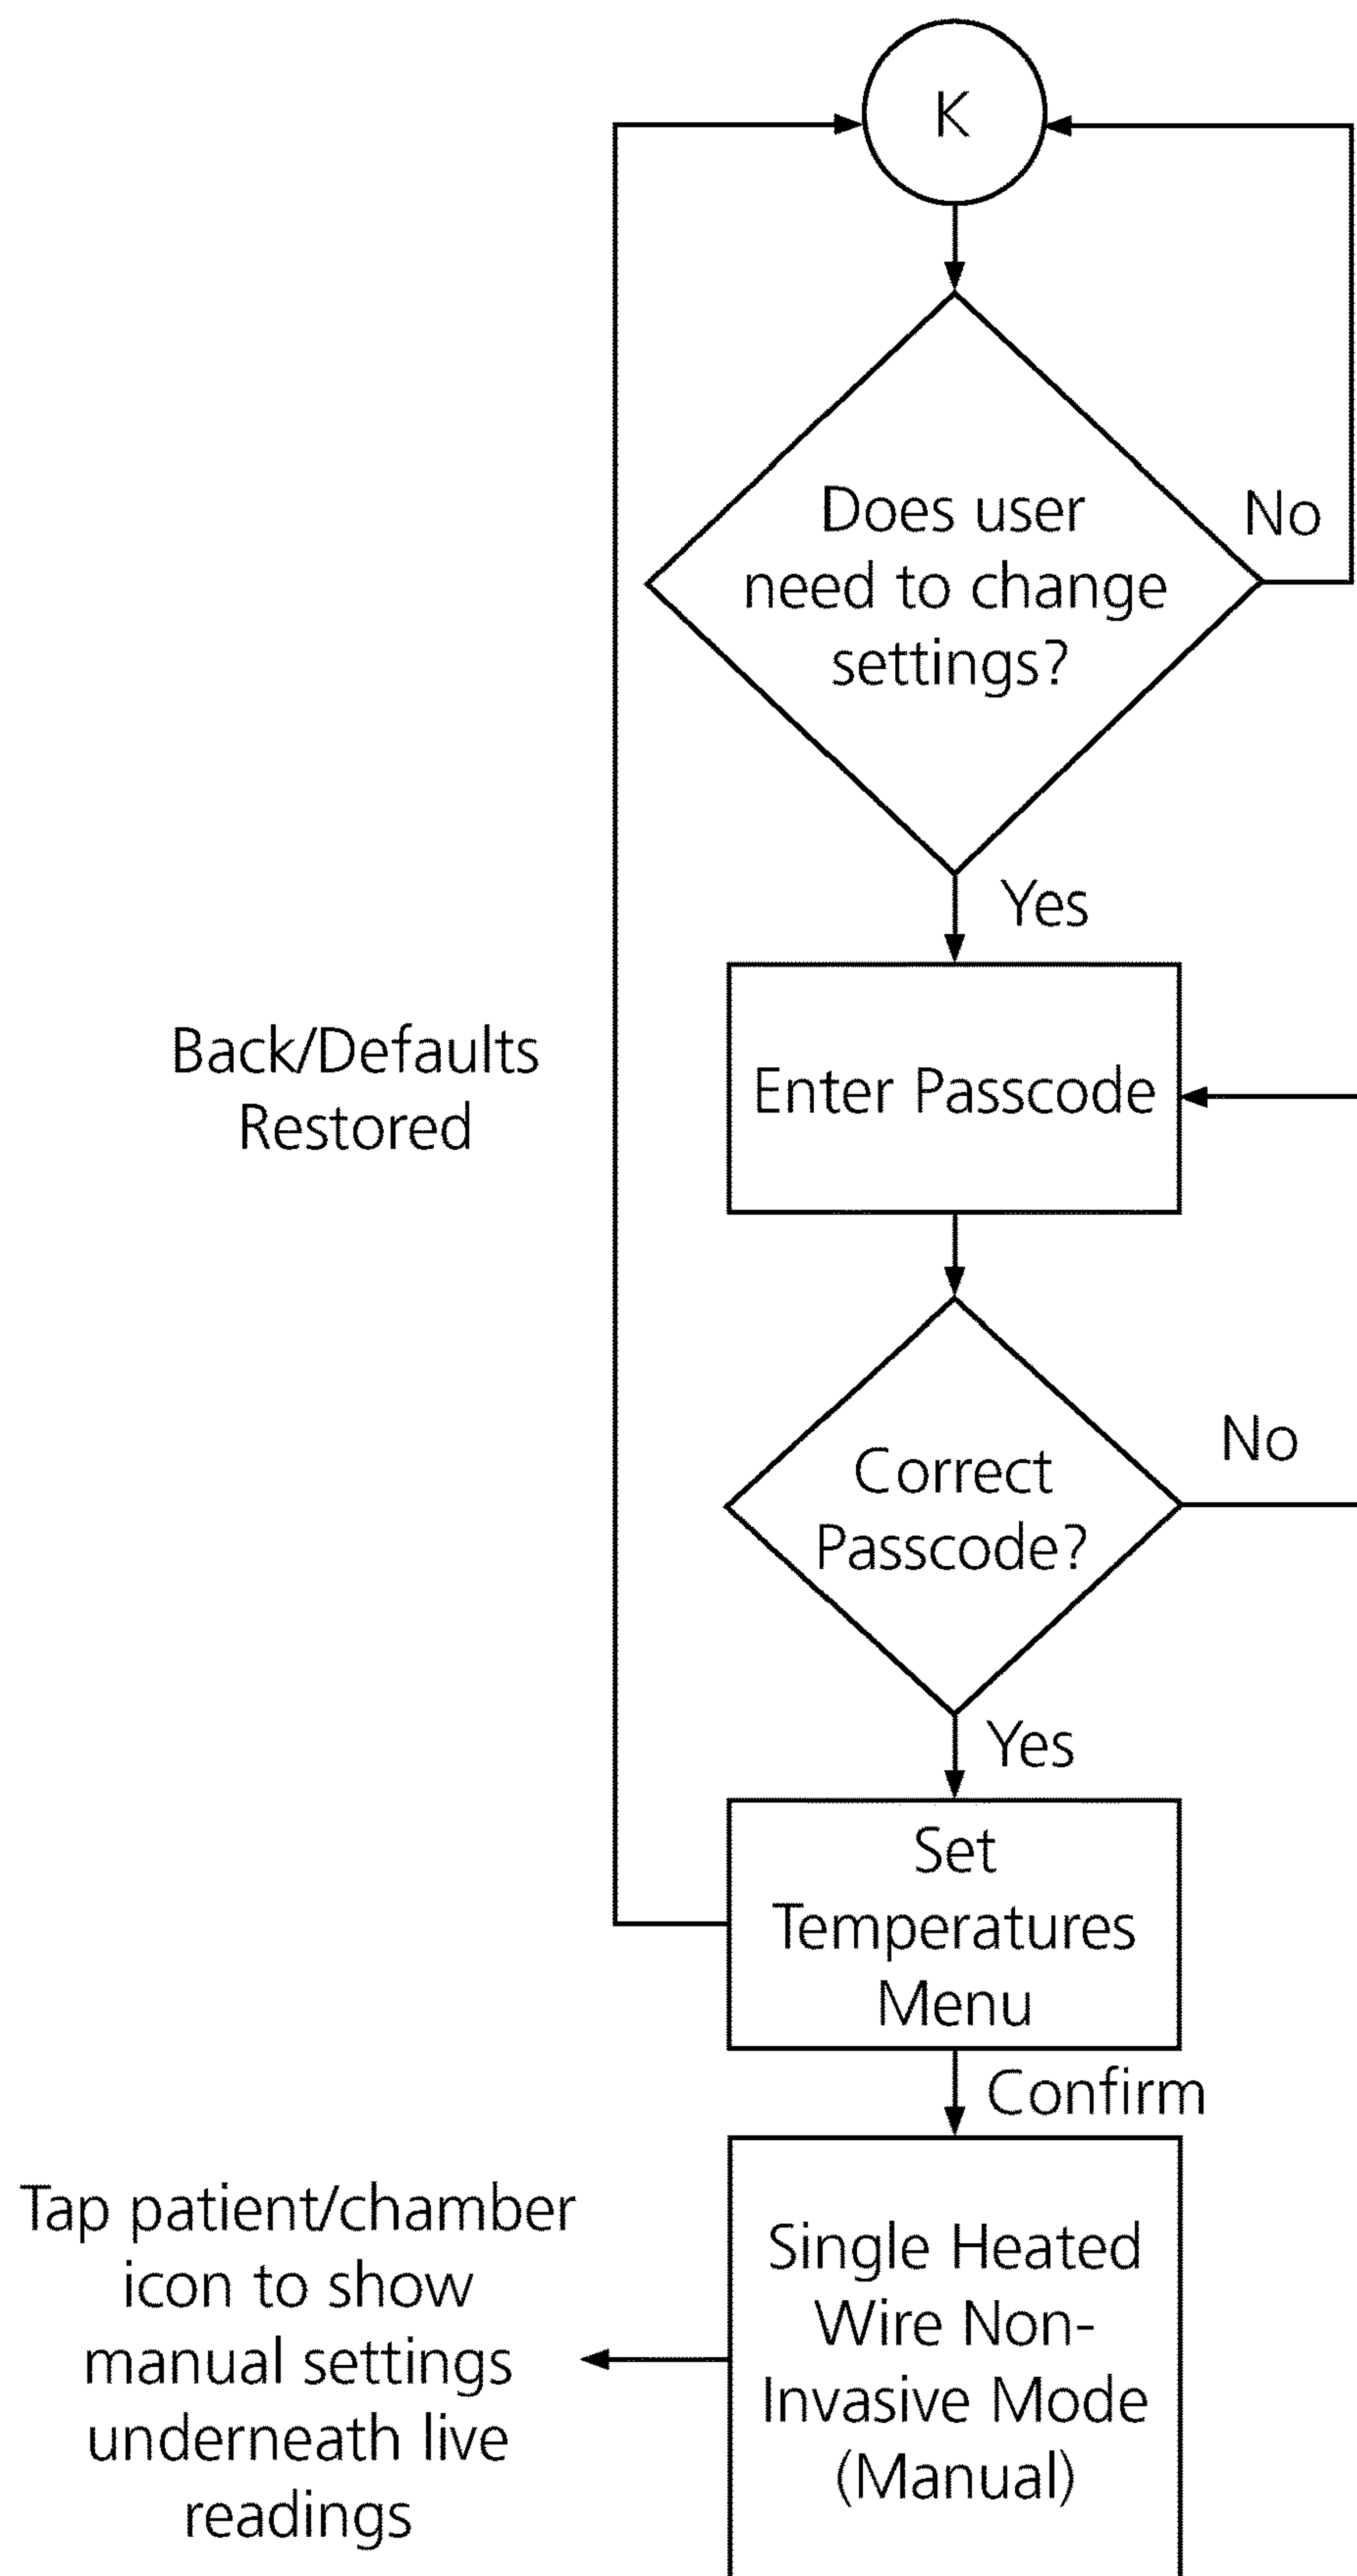 K
Does user
need to change
settings?
No
Yes
Back/Defaults
Restored
Enter Passcode
Correct
Passcode?
No
Yes
Set
Temperatures
Menu
Confirm
Tap patient/chamber
icon to show
manual settings
underneath live
readings
Single Heated
Wire Non-
Invasive Mode
(Manual)